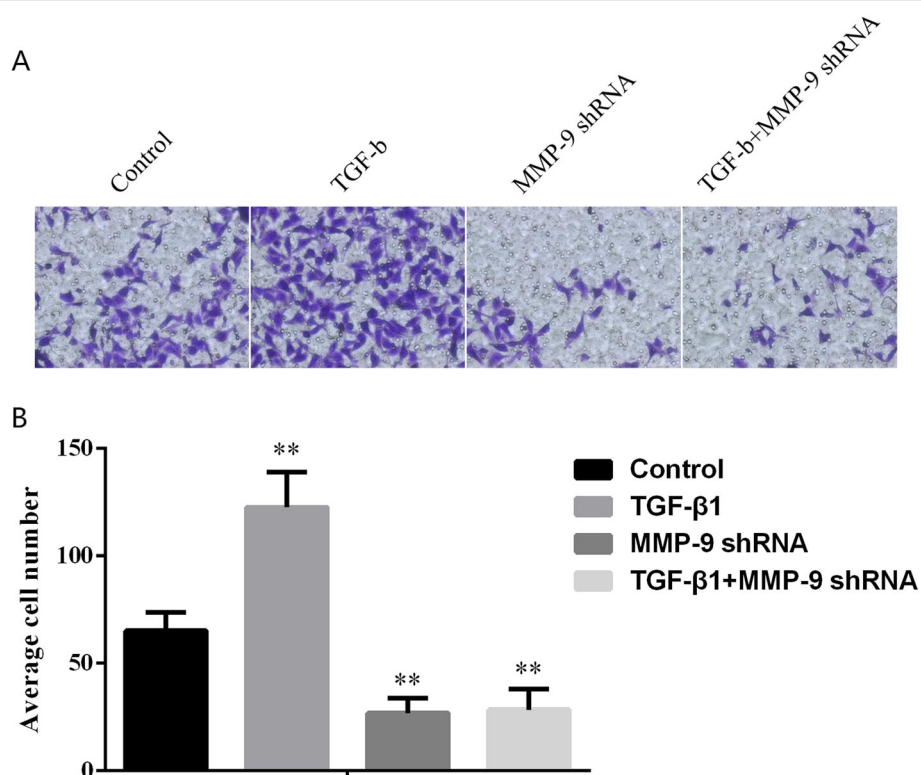 A
Control
TGF-b
MMP-9 shRNA
TGF-b+MMP-9 shRNA
B
Average cell number
150
100
50
0
**
**
**
Control
TGF-β1
MMP-9 shRNA
TGF-β1+MMP-9 shRNA